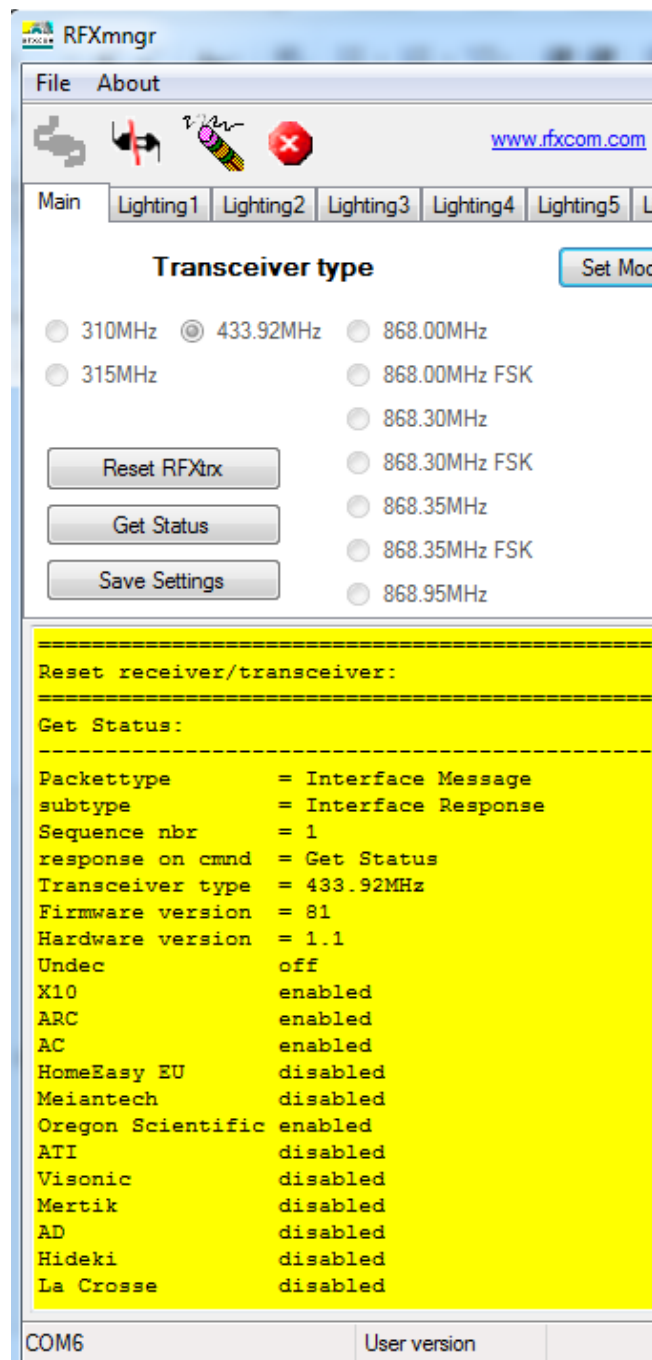 RFXmngr
File About
www.rfxcom.com
Main Lighting1 Lighting2 Lighting3 Lighting4 Lighting5 L
Transceiver type Set Mod
310MHz 433.92MHz 868.00MHz
315MHz 868.00MHz FSK
868.30MHz
Reset RFXtrx 868.30MHz FSK
868.35MHz
Get Status
868.35MHz FSK
Save Settings
868.95MHz
================================================
Reset receiver/transceiver:
================================================
Get Status:
------------------------------------------------
Packettype = Interface Message
subtype = Interface Response
Sequence nbr = 1
response on cmnd = Get Status
Transceiver type = 433.92MHz
Firmware version = 81
Hardware version = 1.1
Undec off
X10 enabled
ARC enabled
AC enabled
HomeEasy EU disabled
Meiantech disabled
Oregon Scientific enabled
ATI disabled
Visonic disabled
Mertik disabled
AD disabled
Hideki disabled
La Crosse disabled
COM6 User version